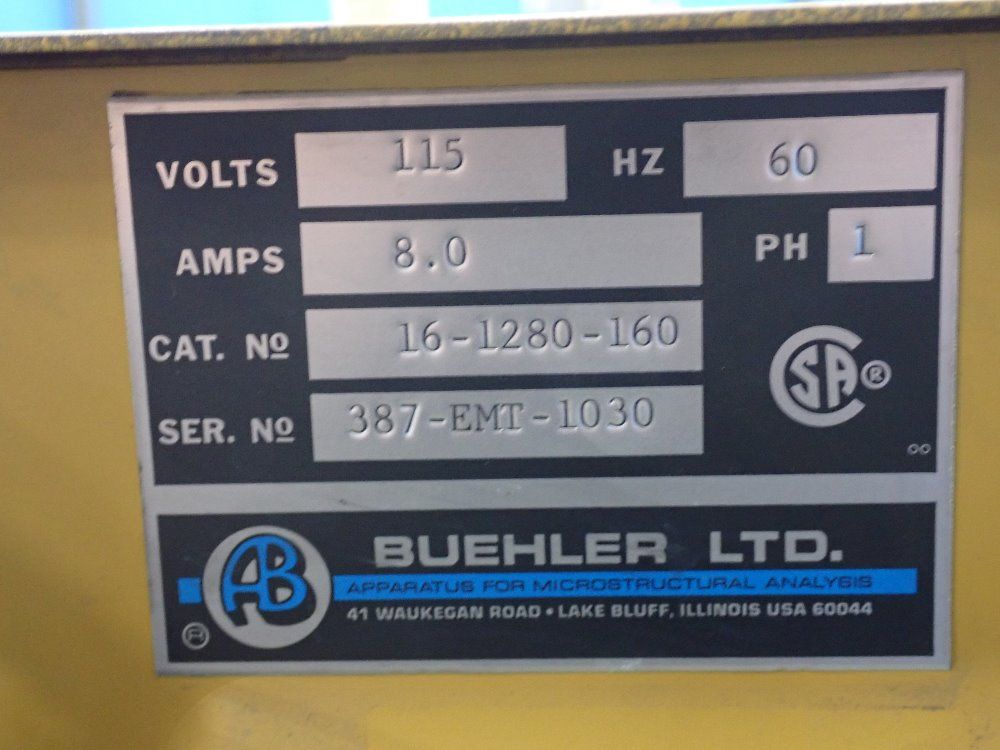 VOLTS 115 HZ 60
AMPS 8.0 PH 1
CAT. Nº 16-1280-160
SER. Nº 387-EMT-1030
CSA®
AB
BUEHLER LTD.
APPARATUS FOR MICROSTRUCTURAL ANALYSIS
41 WAUKEGAN ROAD • LAKE BLUFF, ILLINOIS USA 60044
®